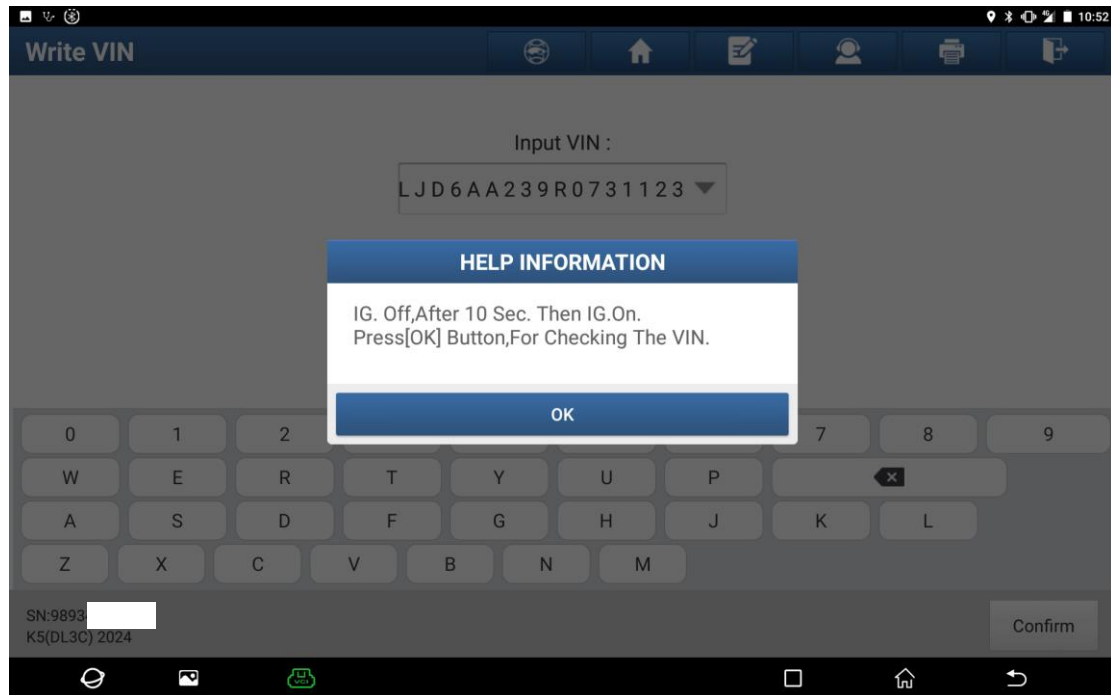 10:52
Write VIN
Input VIN :
LJD6AA239R0731123
HELP INFORMATION
IG. Off,After 10 Sec. Then IG.On.
Press[OK] Button,For Checking The VIN.
OK
0 1 2 7 8 9
W E R T Y U P
A S D F G H J K L
Z X C V B N M
SN:9893
K5(DL3C) 2024
Confirm
VCI